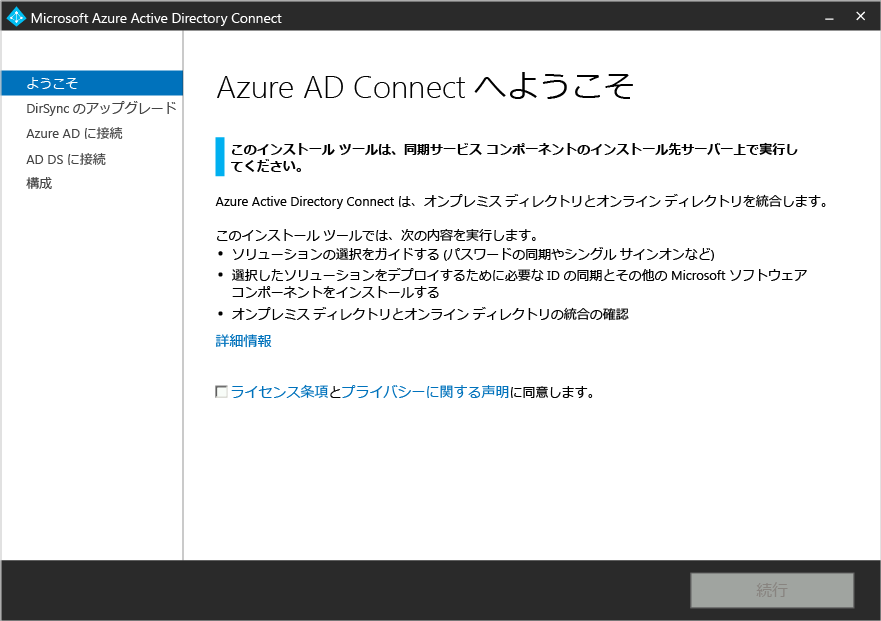 Microsoft Azure Active Directory Connect
ようこそ
DirSync のアップグレード
Azure AD に接続
AD DS に接続
構成
Azure AD Connect へようこそ
このインストール ツールは、同期サービス コンポーネントのインストール先サーバー上で実行し
てください。
Azure Active Directory Connect は、オンプレミス ディレクトリとオンライン ディレクトリを統合します。
このインストール ツールでは、次の内容を実行します。
• ソリューションの選択をガイドする (パスワードの同期やシングル サインオンなど)
• 選択したソリューションをデプロイするために必要な ID の同期とその他の Microsoft ソフトウェア
コンポーネントをインストールする
• オンプレミス ディレクトリとオンライン ディレクトリの統合の確認
詳細情報
ライセンス条項とプライバシーに関する声明に同意します。
続行